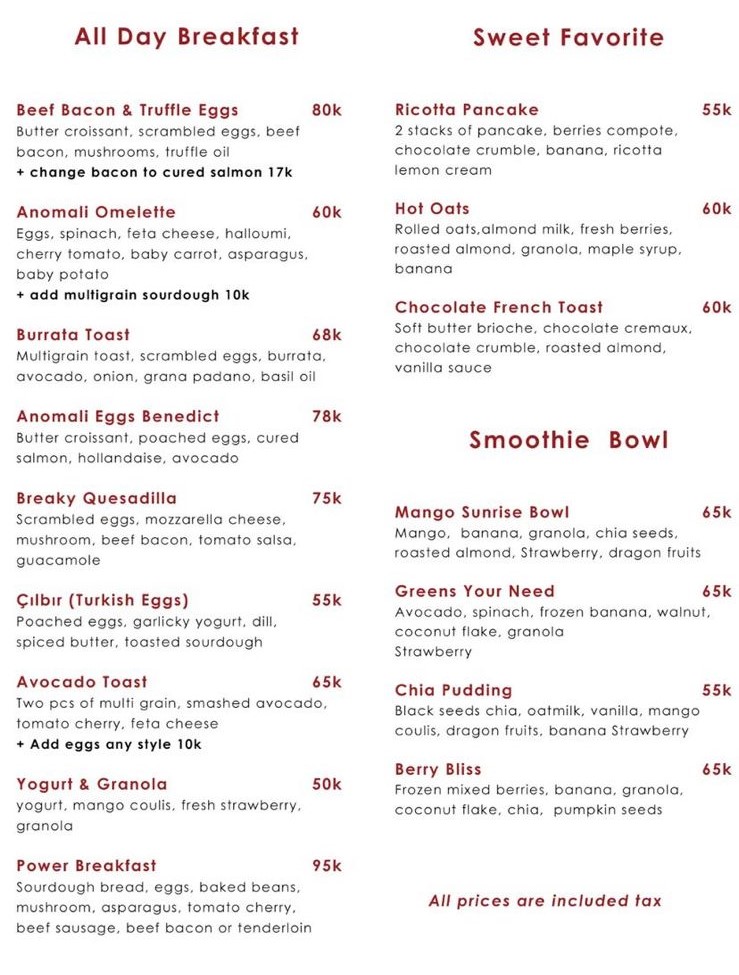 All Day Breakfast
Beef Bacon & Truffle Eggs 80k
Butter croissant, scrambled eggs, beef
bacon, mushrooms, truffle oil
+ change bacon to cured salmon 17k
Anomali Omelette 60k
Eggs, spinach, feta cheese, halloumi,
cherry tomato, baby carrot, asparagus,
baby potato
+ add multigrain sourdough 10k
Burrata Toast 68k
Multigrain toast, scrambled eggs, burrata,
avocado, onion, grana padano, basil oil
Anomali Eggs Benedict 78k
Butter croissant, poached eggs, cured
salmon, hollandaise, avocado
Breaky Quesadilla 75k
Scrambled eggs, mozzarella cheese,
mushroom, beef bacon, tomato salsa,
guacamole
Çılbır (Turkish Eggs) 55k
Poached eggs, garlicky yogurt, dill,
spiced butter, toasted sourdough
Avocado Toast 65k
Two pcs of multi grain, smashed avocado,
tomato cherry, feta cheese
+ Add eggs any style 10k
Yogurt & Granola 50k
yogurt, mango coulis, fresh strawberry,
granola
Power Breakfast 95k
Sourdough bread, eggs, baked beans,
mushroom, asparagus, tomato cherry,
beef sausage, beef bacon or tenderloin
Sweet Favorite
Ricotta Pancake 55k
2 stacks of pancake, berries compote,
chocolate crumble, banana, ricotta
lemon cream
Hot Oats 60k
Rolled oats,almond milk, fresh berries,
roasted almond, granola, maple syrup,
banana
Chocolate French Toast 60k
Soft butter brioche, chocolate cremaux,
chocolate crumble, roasted almond,
vanilla sauce
Smoothie Bowl
Mango Sunrise Bowl 65k
Mango, banana, granola, chia seeds,
roasted almond, Strawberry, dragon fruits
Greens Your Need 65k
Avocado, spinach, frozen banana, walnut,
coconut flake, granola
Strawberry
Chia Pudding 55k
Black seeds chia, oatmilk, vanilla, mango
coulis, dragon fruits, banana Strawberry
Berry Bliss 65k
Frozen mixed berries, banana, granola,
coconut flake, chia, pumpkin seeds
All prices are included tax